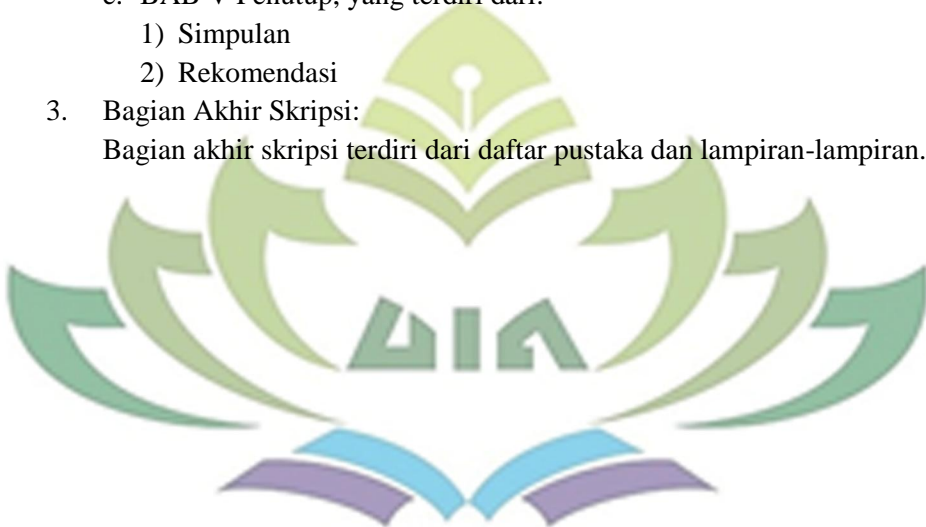 BAB V Penutup, yang terdiri dari:
1) Simpulan
2) Rekomendasi
3. Bagian Akhir Skripsi:
Bagian akhir skripsi terdiri dari daftar pustaka dan lampiran-lampiran.
UIN